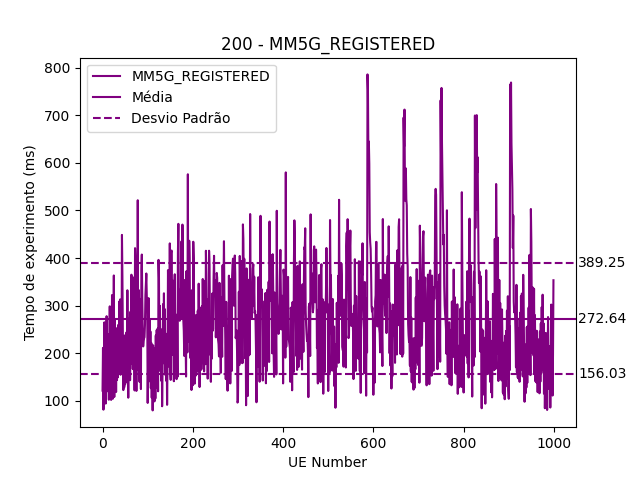 200 - MM5G_REGISTERED
MM5G_REGISTERED
Média
Desvio Padrão
Tempo de experimento (ms)
800
700
600
500
400
300
200
100
389.25
272.64
156.03
0
200
400
600
800
1000
UE Number